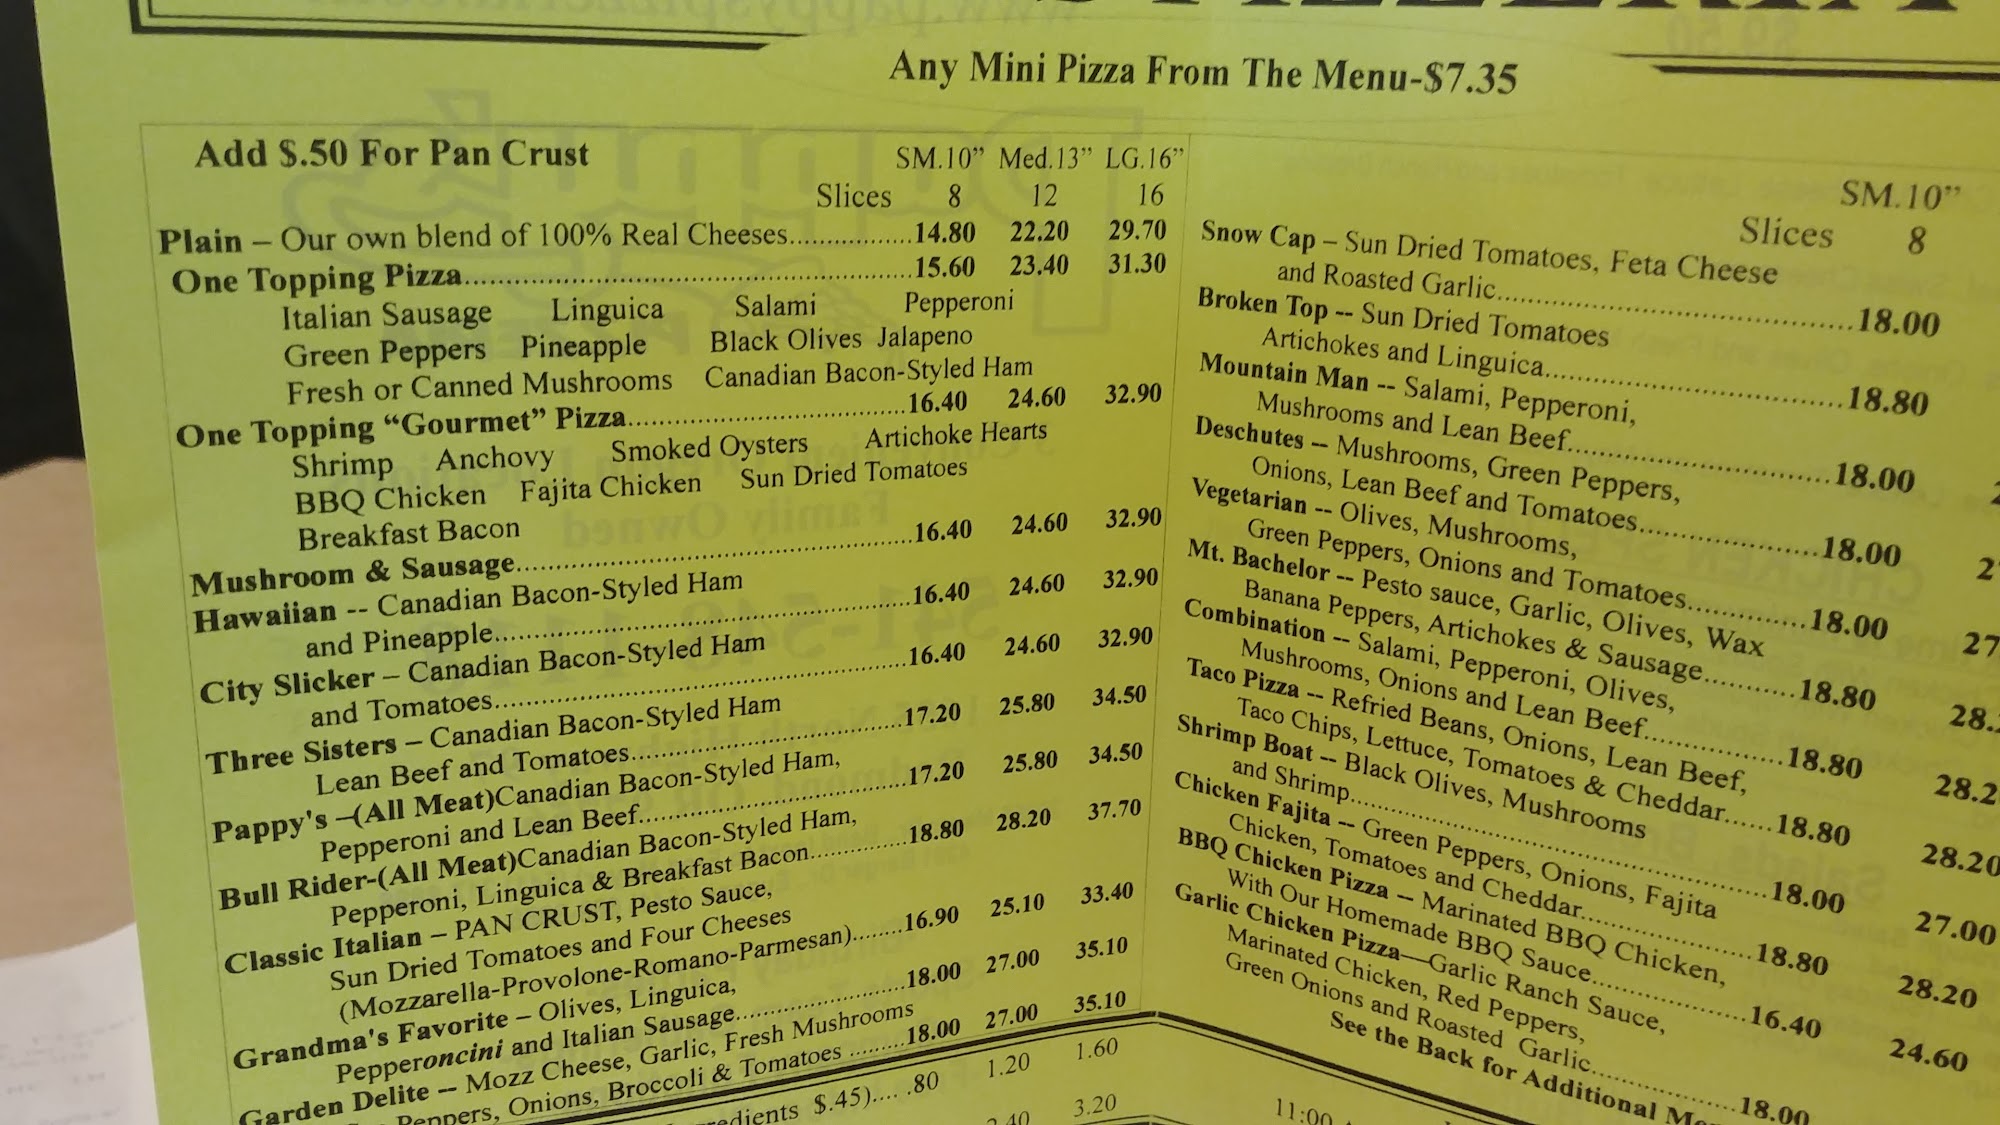 Any Mini Pizza From The Menu-$7.35
Add $.50 For Pan Crust SM.10” Med.13” LG.16”
Slices 8 12 16
Plain – Our own blend of 100% Real Cheeses................14.80 22.20 29.70
One Topping Pizza..........................................................15.60 23.40 31.30
Italian Sausage Linguica Salami Pepperoni
Green Peppers Pineapple Black Olives Jalapeno
Fresh or Canned Mushrooms Canadian Bacon-Styled Ham
One Topping “Gourmet” Pizza....................................16.40 24.60 32.90
Shrimp Anchovy Smoked Oysters Artichoke Hearts
BBQ Chicken Fajita Chicken Sun Dried Tomatoes
Breakfast Bacon
Mushroom & Sausage....................................................16.40 24.60 32.90
Hawaiian -- Canadian Bacon-Styled Ham
and Pineapple.......................................................16.40 24.60 32.90
City Slicker – Canadian Bacon-Styled Ham
and Tomatoes.......................................................16.40 24.60 32.90
Three Sisters – Canadian Bacon-Styled Ham
Lean Beef and Tomatoes....................................17.20 25.80 34.50
Pappy's –(All Meat)Canadian Bacon-Styled Ham,
Pepperoni and Lean Beef....................................17.20 25.80 34.50
Bull Rider-(All Meat)Canadian Bacon-Styled Ham,
Pepperoni, Linguica & Breakfast Bacon.............18.80 28.20 37.70
Classic Italian – PAN CRUST, Pesto Sauce,
Sun Dried Tomatoes and Four Cheeses
(Mozzarella-Provolone-Romano-Parmesan)........16.90 25.10 33.40
Grandma's Favorite – Olives, Linguica,
Pepperoncini and Italian Sausage.......................18.00 27.00 35.10
Garden Delite -- Mozz Cheese, Garlic, Fresh Mushrooms
Peppers, Onions, Broccoli & Tomatoes ........18.00 27.00 35.10
$.45).... .80 1.20 1.60
3.20
SM.10”
Slices 8
Snow Cap – Sun Dried Tomatoes, Feta Cheese
and Roasted Garlic..................................................18.00
Broken Top -- Sun Dried Tomatoes
Artichokes and Linguica..........................................18.80
Mountain Man -- Salami, Pepperoni,
Mushrooms and Lean Beef.....................................18.00
Deschutes -- Mushrooms, Green Peppers,
Onions, Lean Beef and Tomatoes.........................18.00
Vegetarian -- Olives, Mushrooms,
Green Peppers, Onions and Tomatoes................18.00
Mt. Bachelor -- Pesto sauce, Garlic, Olives, Wax
Banana Peppers, Artichokes & Sausage............18.80
Combination -- Salami, Pepperoni, Olives,
Mushrooms, Onions and Lean Beef..................18.80
Taco Pizza -- Refried Beans, Onions, Lean Beef,
Taco Chips, Lettuce, Tomatoes & Cheddar......18.80 28.20
Shrimp Boat -- Black Olives, Mushrooms
and Shrimp.......................................................18.00 27.00
Chicken Fajita -- Green Peppers, Onions, Fajita
Chicken, Tomatoes and Cheddar......................18.80 28.20
BBQ Chicken Pizza -- Marinated BBQ Chicken,
With Our Homemade BBQ Sauce....................16.40 24.60
Garlic Chicken Pizza—Garlic Ranch Sauce,
Marinated Chicken, Red Peppers,
Green Onions and Roasted Garlic....................18.00
See the Back for Additional
11:00